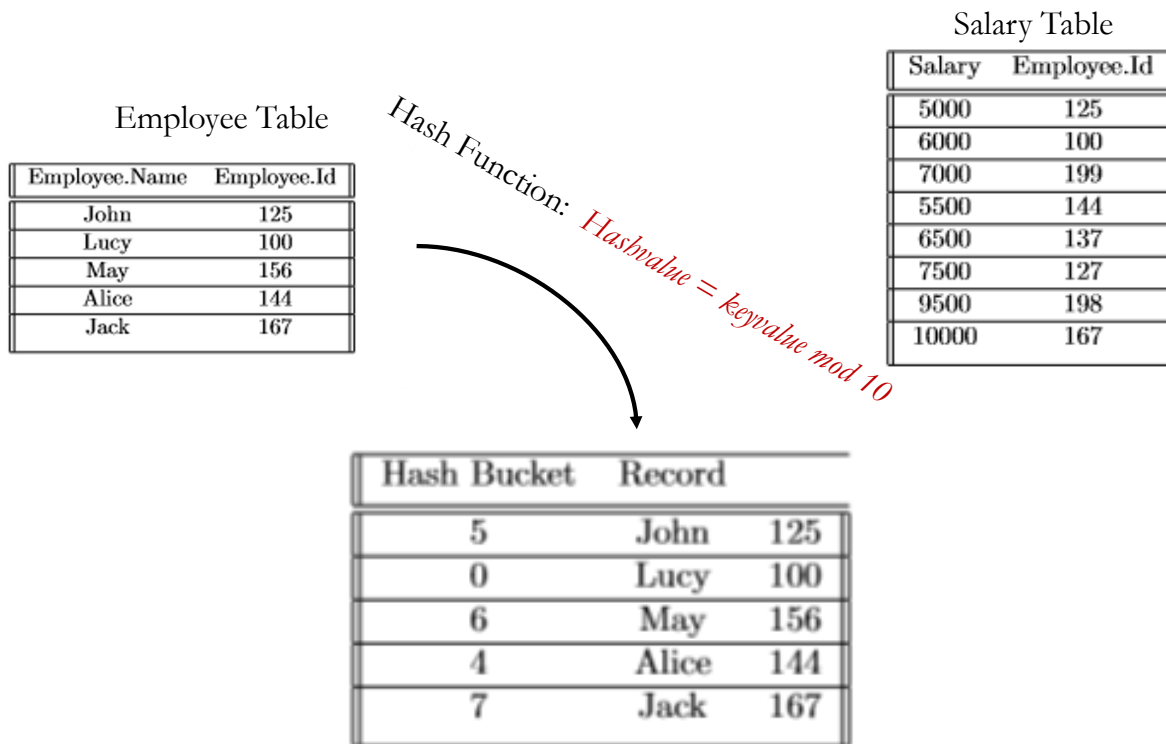 Salary Table
Salary Employee.Id
5000 125
6000 100
7000 199
5500 144
6500 137
7500 127
9500 198
10000 167
Employee Table
Employee.Name Employee.Id
John 125
Lucy 100
May 156
Alice 144
Jack 167
Hash Function: Hashvalue = keyvalue mod 10
Hash Bucket Record
5 John 125
0 Lucy 100
6 May 156
4 Alice 144
7 Jack 167